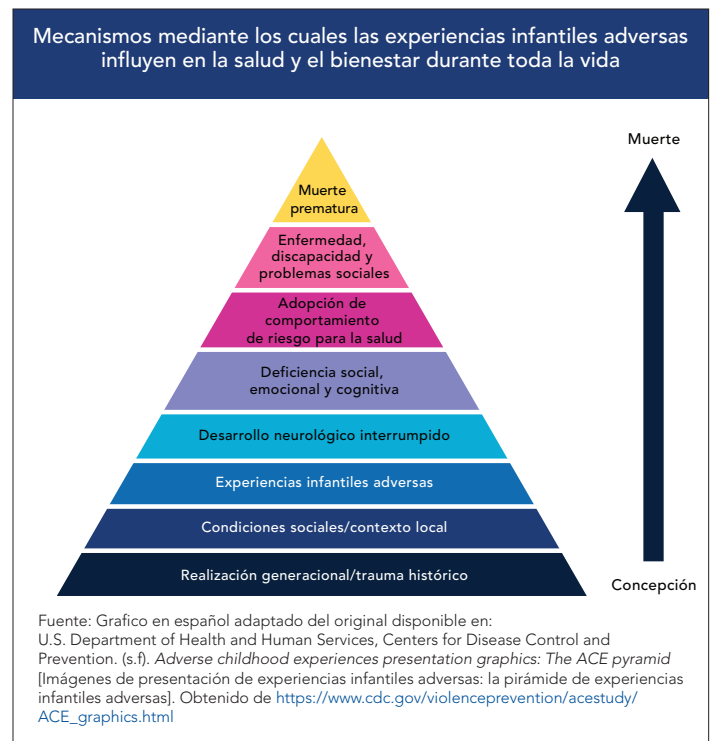 Mecanismos mediante los cuales las experiencias infantiles adversas
influyen en la salud y el bienestar durante toda la vida
Muerte
Muerte
prematura
Enfermedad,
discapacidad y
problemas sociales
Adopción de
comportamiento
de riesgo para la salud
Deficiencia social,
emocional y cognitiva
Desarrollo neurológico interrumpido
Experiencias infantiles adversas
Condiciones sociales/contexto local
Realización generacional/trauma histórico
Concepción
Fuente: Grafico en español adaptado del original disponible en:
U.S. Department of Health and Human Services, Centers for Disease Control and
Prevention. (s.f). Adverse childhood experiences presentation graphics: The ACE pyramid
[Imágenes de presentación de experiencias infantiles adversas: la pirámide de experiencias
infantiles adversas]. Obtenido de https://www.cdc.gov/violenceprevention/acestudy/
ACE_graphics.html